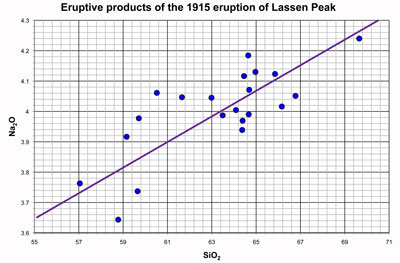 Eruptive products of the 1915 eruption of Lassen Peak
4.3
4.2
4.1
4
3.9
3.8
3.7
3.6
Na₂O
55 57 59 61 63 65 67 69 71
SiO₂